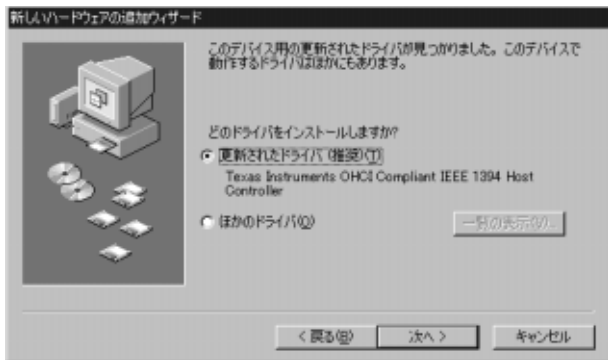 新しいハードウェアの追加ウィザード
このデバイス用の更新されたドライバが見つかりました。このデバイスで
動作するドライバはほかにもあります。
どのドライバをインストールしますか?
更新されたドライバ (推奨)(T)
Texas Instruments OHCI Compliant IEEE 1394 Host
Controller
ほかのドライバ(O)
一覧の表示(V)...
< 戻る(B)
次へ >
キャンセル